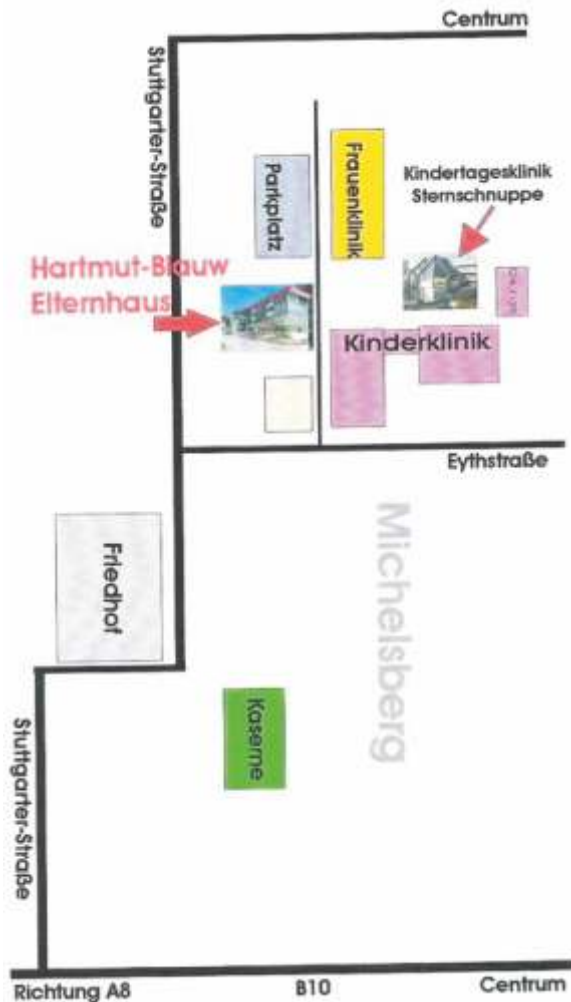 Centrum
Stuttgarter-Straße
Parkplatz
Frauenklinik
Kindertagesklinik
Sternschnuppe
Hartmut-Blauw
Elternhaus
Kinderklinik
Eythstraße
Michelsberg
Friedhof
Kaserne
Stuttgarter-Straße
Richtung A8
B10
Centrum